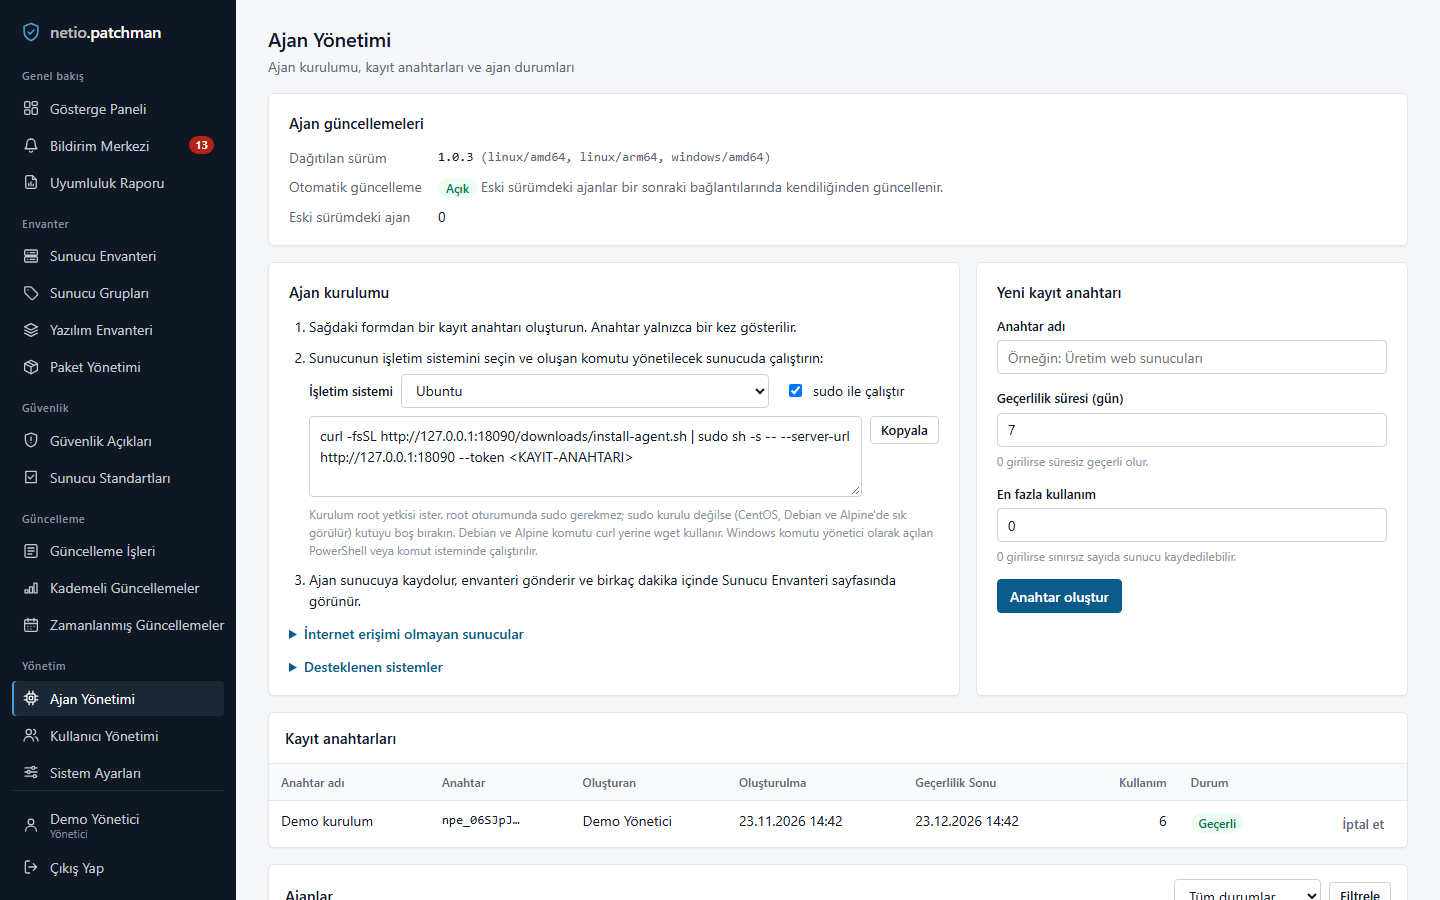 netio.patchman
Genel bakış
Gösterge Paneli
Bildirim Merkezi 13
Uyumluluk Raporu
Envanter
Sunucu Envanteri
Sunucu Grupları
Yazılım Envanteri
Paket Yönetimi
Güvenlik
Güvenlik Açıkları
Sunucu Standartları
Güncelleme
Güncelleme İşleri
Kademeli Güncellemeler
Zamanlanmış Güncellemeler
Yönetim
Ajan Yönetimi
Kullanıcı Yönetimi
Sistem Ayarları
Demo Yönetici
Yönetici
Çıkış Yap
Ajan Yönetimi
Ajan kurulumu, kayıt anahtarları ve ajan durumları
Ajan güncellemeleri
Dağıtılan sürüm 1.0.3 (linux/amd64, linux/arm64, windows/amd64)
Otomatik güncelleme Açık Eski sürümdeki ajanlar bir sonraki bağlantılarında kendiliğinden güncellenir.
Eski sürümdeki ajan 0
Ajan kurulumu
1. Sağdaki formdan bir kayıt anahtarı oluşturun. Anahtar yalnızca bir kez gösterilir.
2. Sunucunun işletim sistemini seçin ve oluşan komutu yönetilecek sunucuda çalıştırın:
İşletim sistemi Ubuntu sudo ile çalıştır
curl -fsSL http://127.0.0.1:18090/downloads/install-agent.sh | sudo sh -s -- --server-url
http://127.0.0.1:18090 --token <KAYIT-ANAHTARI>
Kopyala
Kurulum root yetkisi ister. root oturumunda sudo gerekmez; sudo kurulu değilse (CentOS, Debian ve Alpine'de sık
görülür) kutuyu boş bırakın. Debian ve Alpine komutu curl yerine wget kullanır. Windows komutu yönetici olarak açılan
PowerShell veya komut isteminde çalıştırılır.
3. Ajan sunucuya kaydolur, envanteri gönderir ve birkaç dakika içinde Sunucu Envanteri sayfasında
görünür.
İnternet erişimi olmayan sunucular
Desteklenen sistemler
Yeni kayıt anahtarı
Anahtar adı
Örneğin: Üretim web sunucuları
Geçerlilik süresi (gün)
7
0 girilirse süresiz geçerli olur.
En fazla kullanım
0
0 girilirse sınırsız sayıda sunucu kaydedilebilir.
Anahtar oluştur
Kayıt anahtarları
Anahtar adı Anahtar Oluşturan Oluşturulma Geçerlilik Sonu Kullanım Durum
Demo kurulum npe_06SJpJ… Demo Yönetici 23.11.2026 14:42 23.12.2026 14:42 6 Geçerli İptal et
Ajanlar Tüm durumlar Filtrele